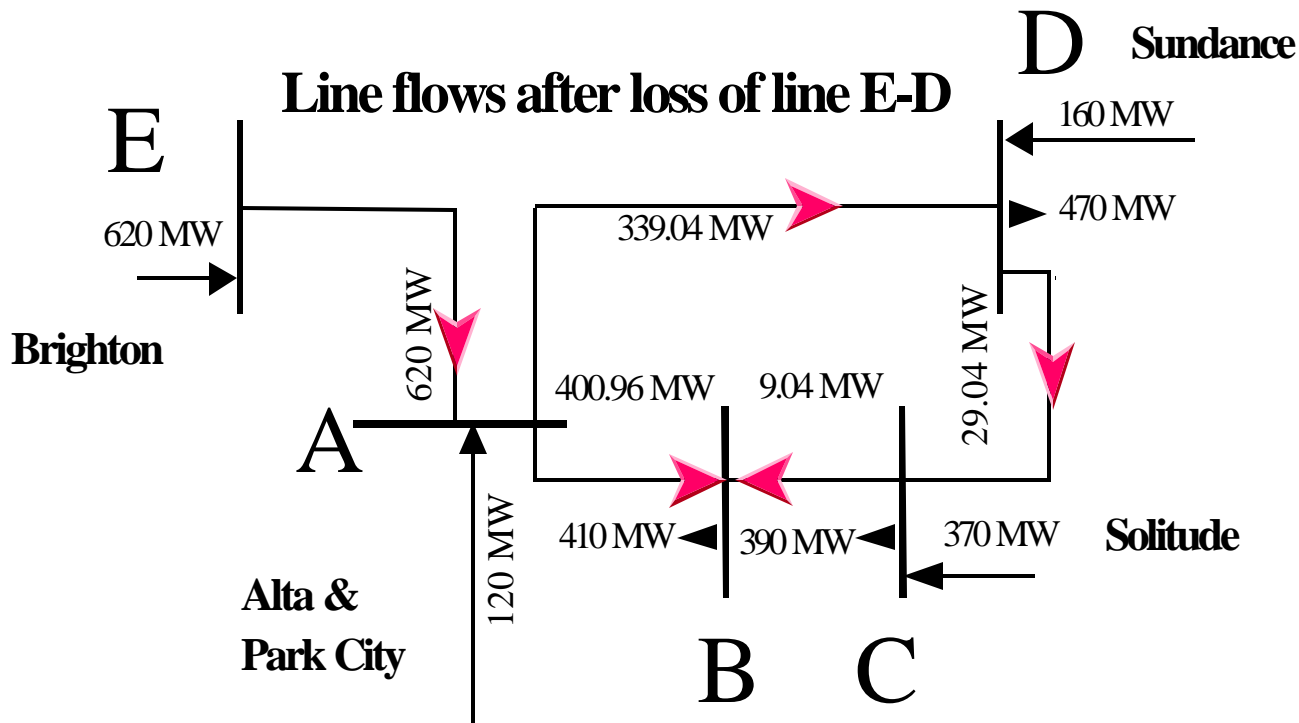 D
Sundance
Line flows after loss of line E-D
160 MW
E
470 MW
339.04 MW
620 MW
620 MW
29.04 MW
Brighton
400.96 MW
9.04 MW
A
410 MW
390 MW
370 MW
Solitude
120 MW
Alta &
Park City
B
C